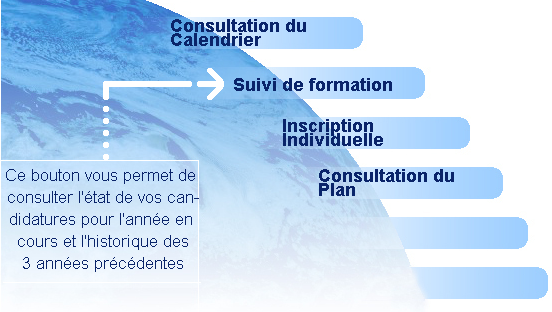 Consultation du
Calendrier
Suivi de formation
Inscription
Individuelle
Consultation du
Plan
Ce bouton vous permet de
consulter l'état de vos can-
didatures pour l'année en
cours et l'historique des
3 années précédentes